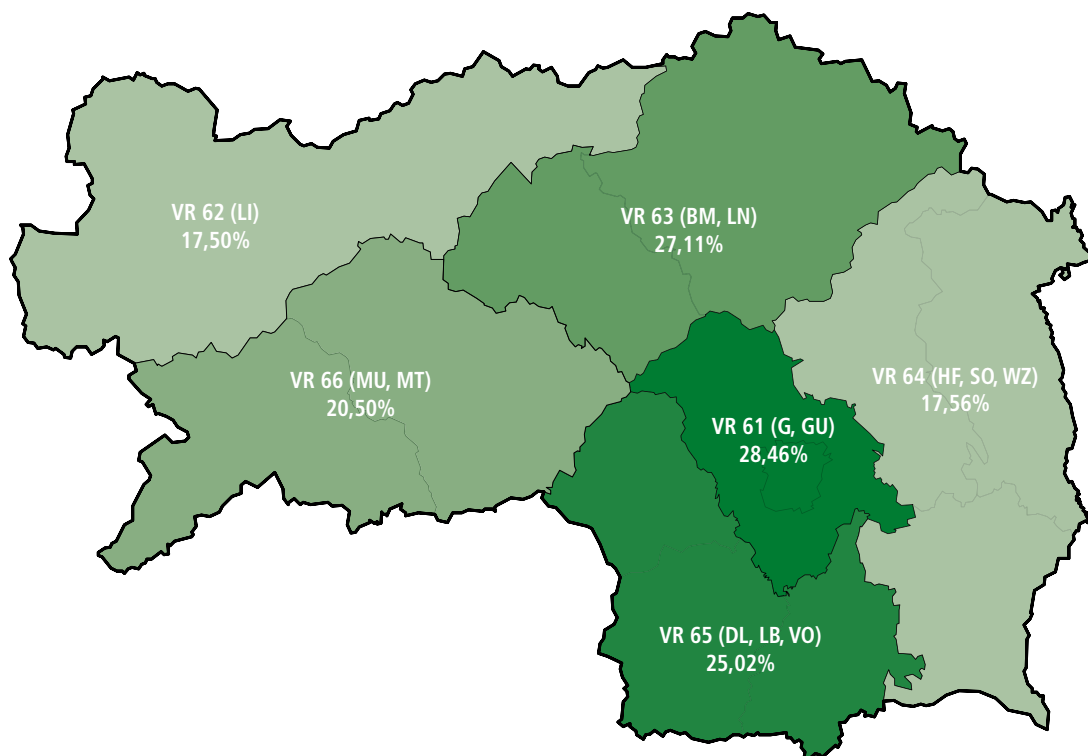 VR 62 (LI)
17,50%
VR 63 (BM, LN)
27,11%
VR 66 (MU, MT)
20,50%
VR 64 (HF, SO, WZ)
17,56%
VR 61 (G, GU)
28,46%
VR 65 (DL, LB, VO)
25,02%